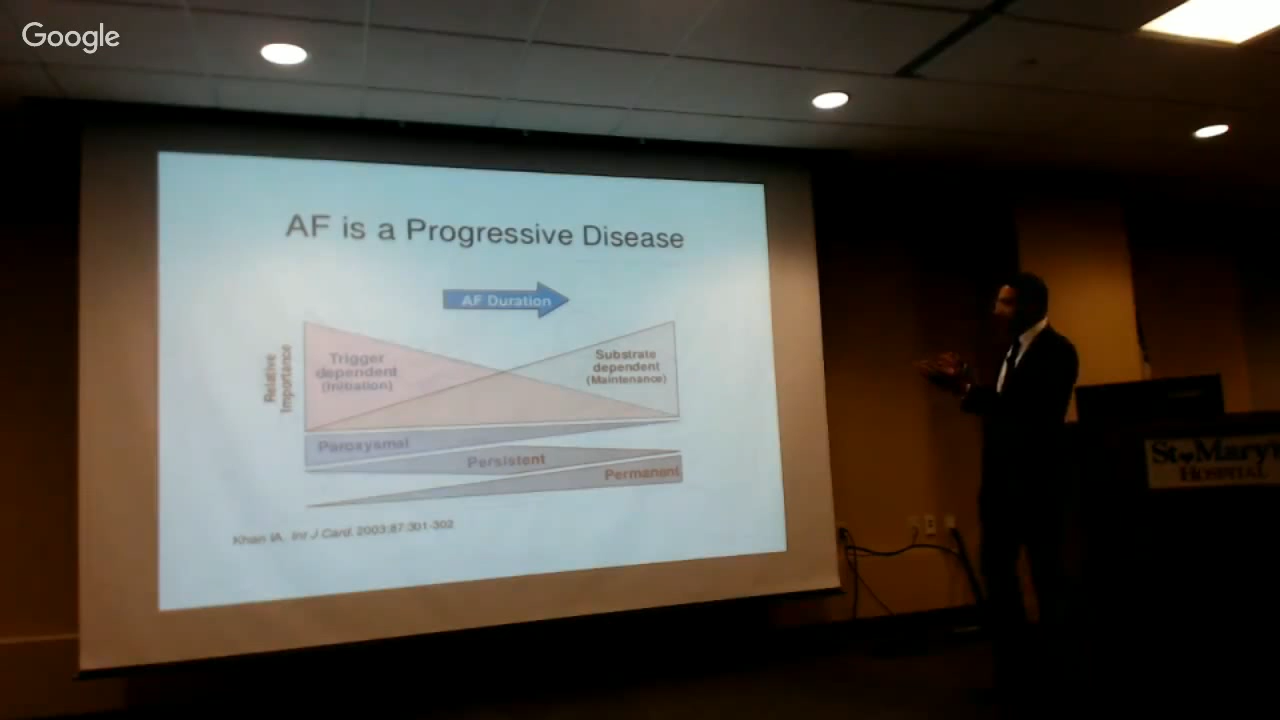 Google
AF is a Progressive Disease
AF Duration
Relative
Importance
Trigger
dependent
(Initiation)
Substrate
dependent
(Maintenance)
Paroxysmal
Persistent
Permanent
Khan IA. Int J Card. 2003;87:301-302
St Mary's
HOSPITAL